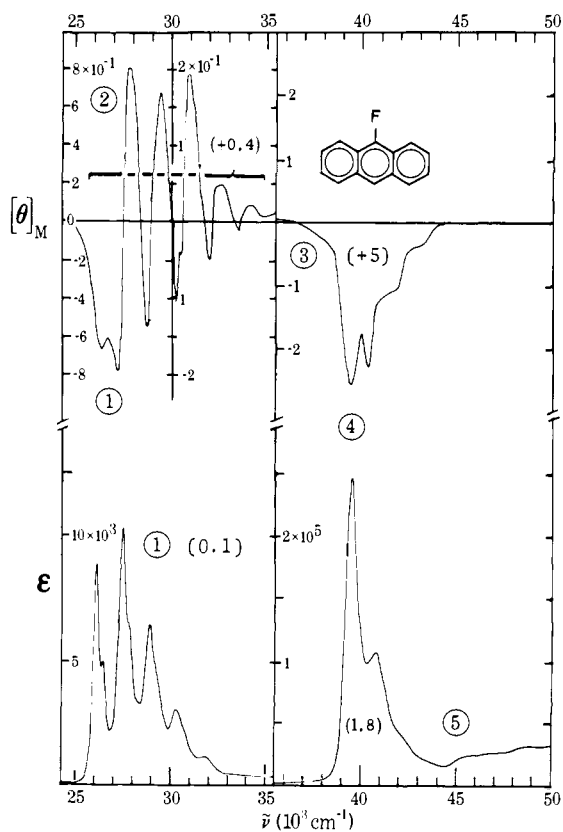 25 30 35 40 45 50
8×10⁻¹ 2×10⁻¹ 2
② 6
4 1 (+0.4) F 1
2
[θ]M 0 0
-2 ③ (+5)
-4 1 -1
-6
-8 -2 -2
①
④
10×10³ ① (0.1) 2×10⁵
ε
5 1
(1.8) ⑤
25 30 35 40 45 50
ṽ (10³ cm⁻¹)